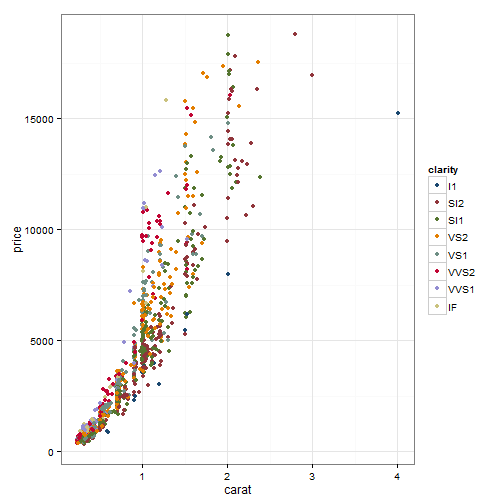 15000
10000
5000
0
price
1
2
3
4
carat
clarity
I1
SI2
SI1
VS2
VS1
VVS2
VVS1
IF